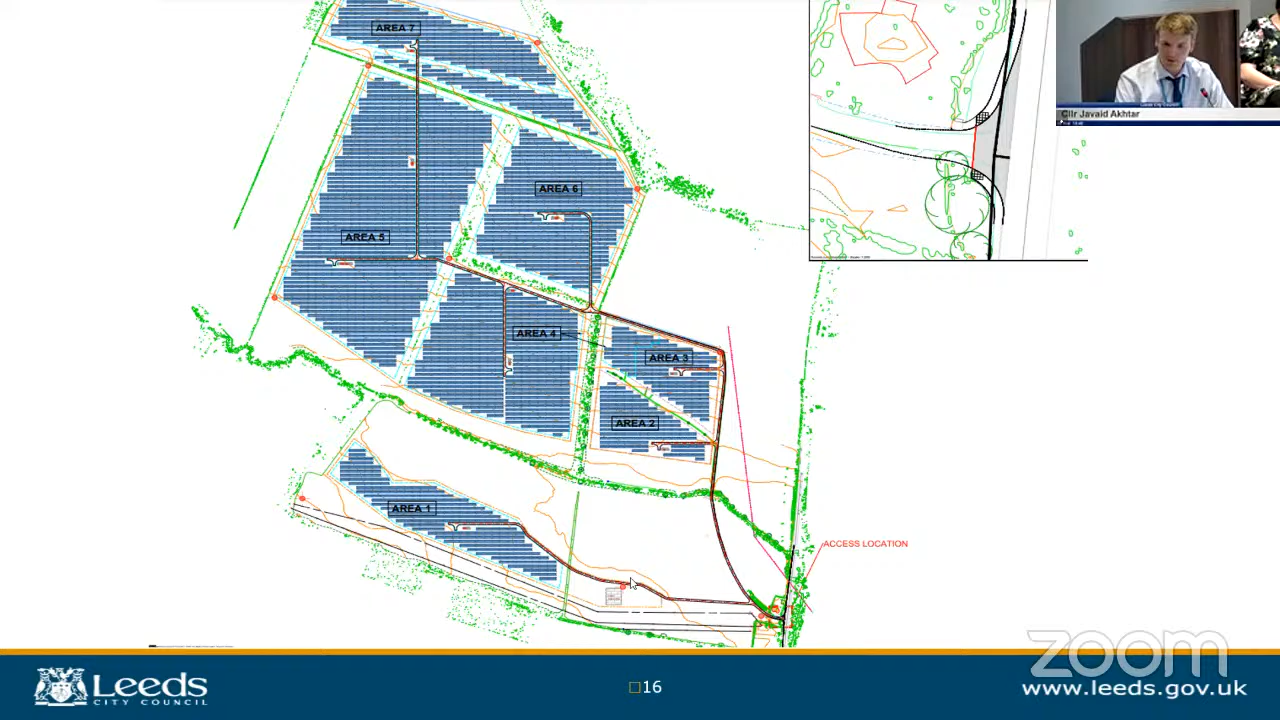 AREA 7
AREA 6
AREA 5
AREA 4
AREA 3
AREA 2
AREA 1
ACCESS LOCATION
Cllr Javaid Akhtar
zoom
Leeds
CITY COUNCIL
16
www.leeds.gov.uk